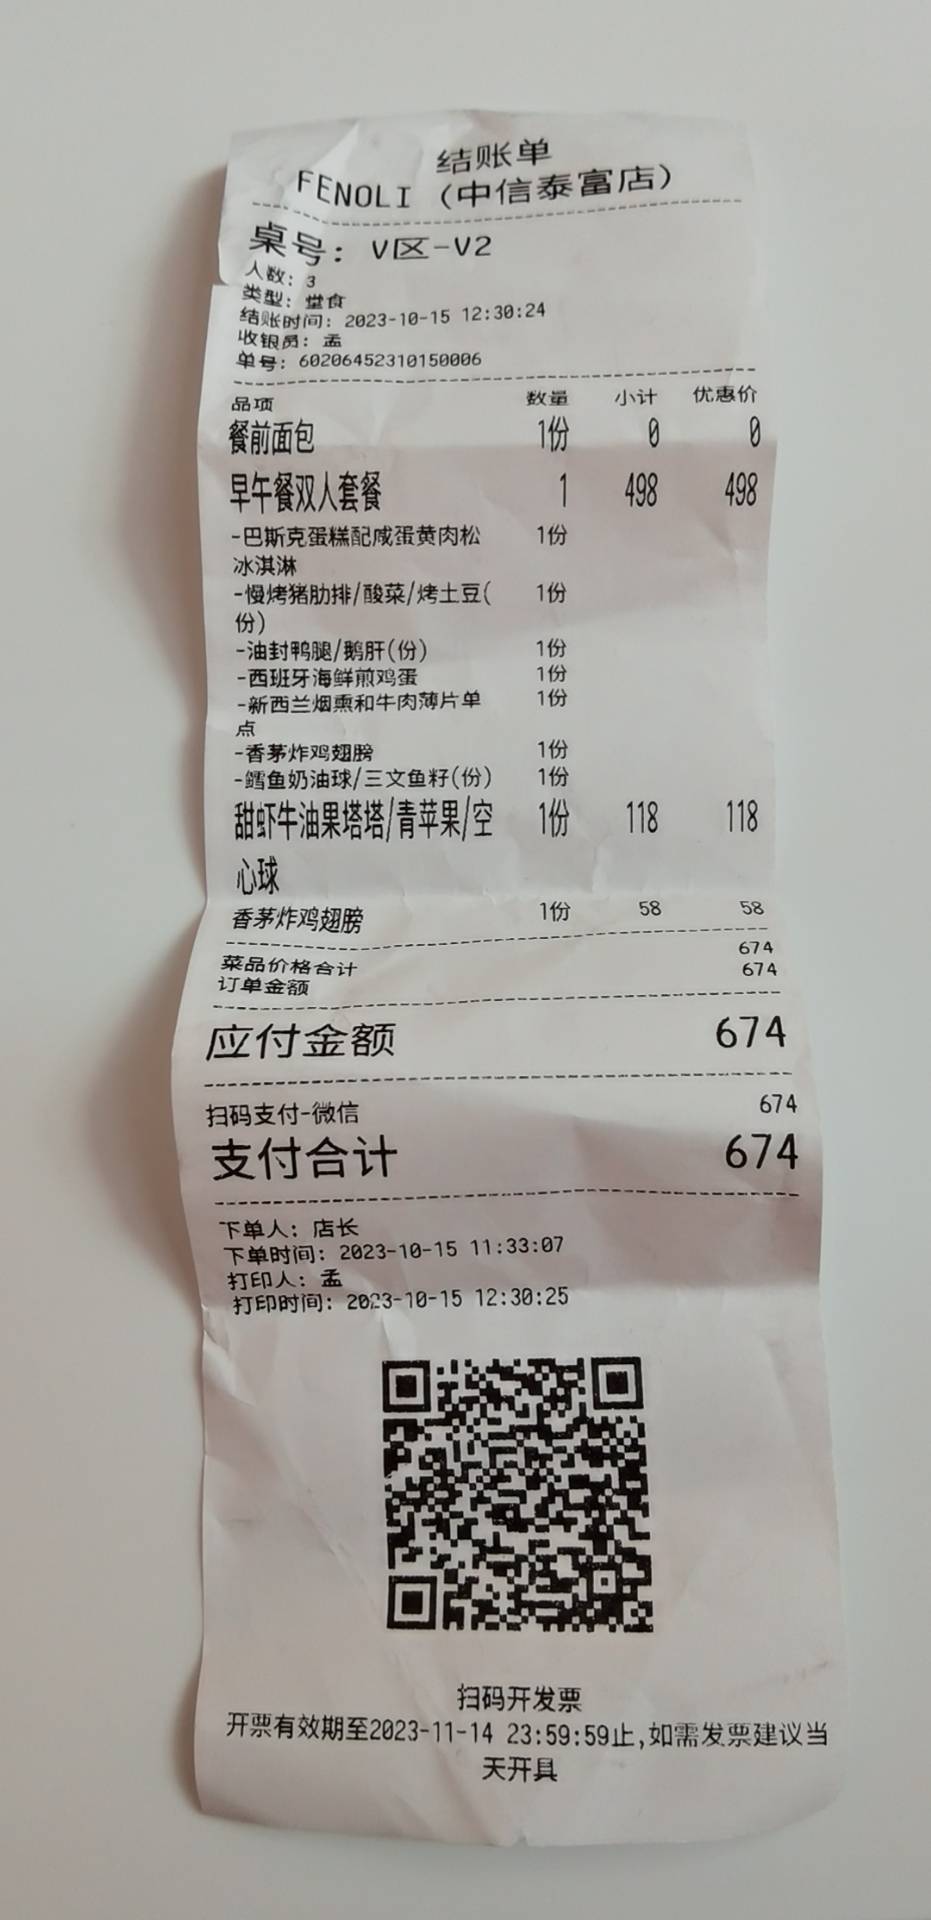 结账单
FENOLI (中信泰富店)
桌号: V区-V2
人数: 3
类型: 堂食
结账时间: 2023-10-15 12:30:24
收银员: 孟
单号: 60206452310150006
品项 数量 小计 优惠价
餐前面包 1份 0 0
早午餐双人套餐 1 498 498
-巴斯克蛋糕配咸蛋黄肉松 1份
冰淇淋
-慢烤猪肋排/酸菜/烤土豆( 1份
份)
-油封鸭腿/鹅肝(份) 1份
-西班牙海鲜煎鸡蛋 1份
-新西兰烟熏和牛肉薄片单 1份
点
-香茅炸鸡翅膀 1份
-鳕鱼奶油球/三文鱼籽(份) 1份
甜虾牛油果塔塔/青苹果/空 1份 118 118
心球
香茅炸鸡翅膀 1份 58 58
菜品价格合计 674
订单金额 674
应付金额 674
扫码支付-微信 674
支付合计 674
下单人: 店长
下单时间: 2023-10-15 11:33:07
打印人: 孟
打印时间: 2023-10-15 12:30:25
扫码开发票
开票有效期至2023-11-14 23:59:59止,如需发票建议当
天开具